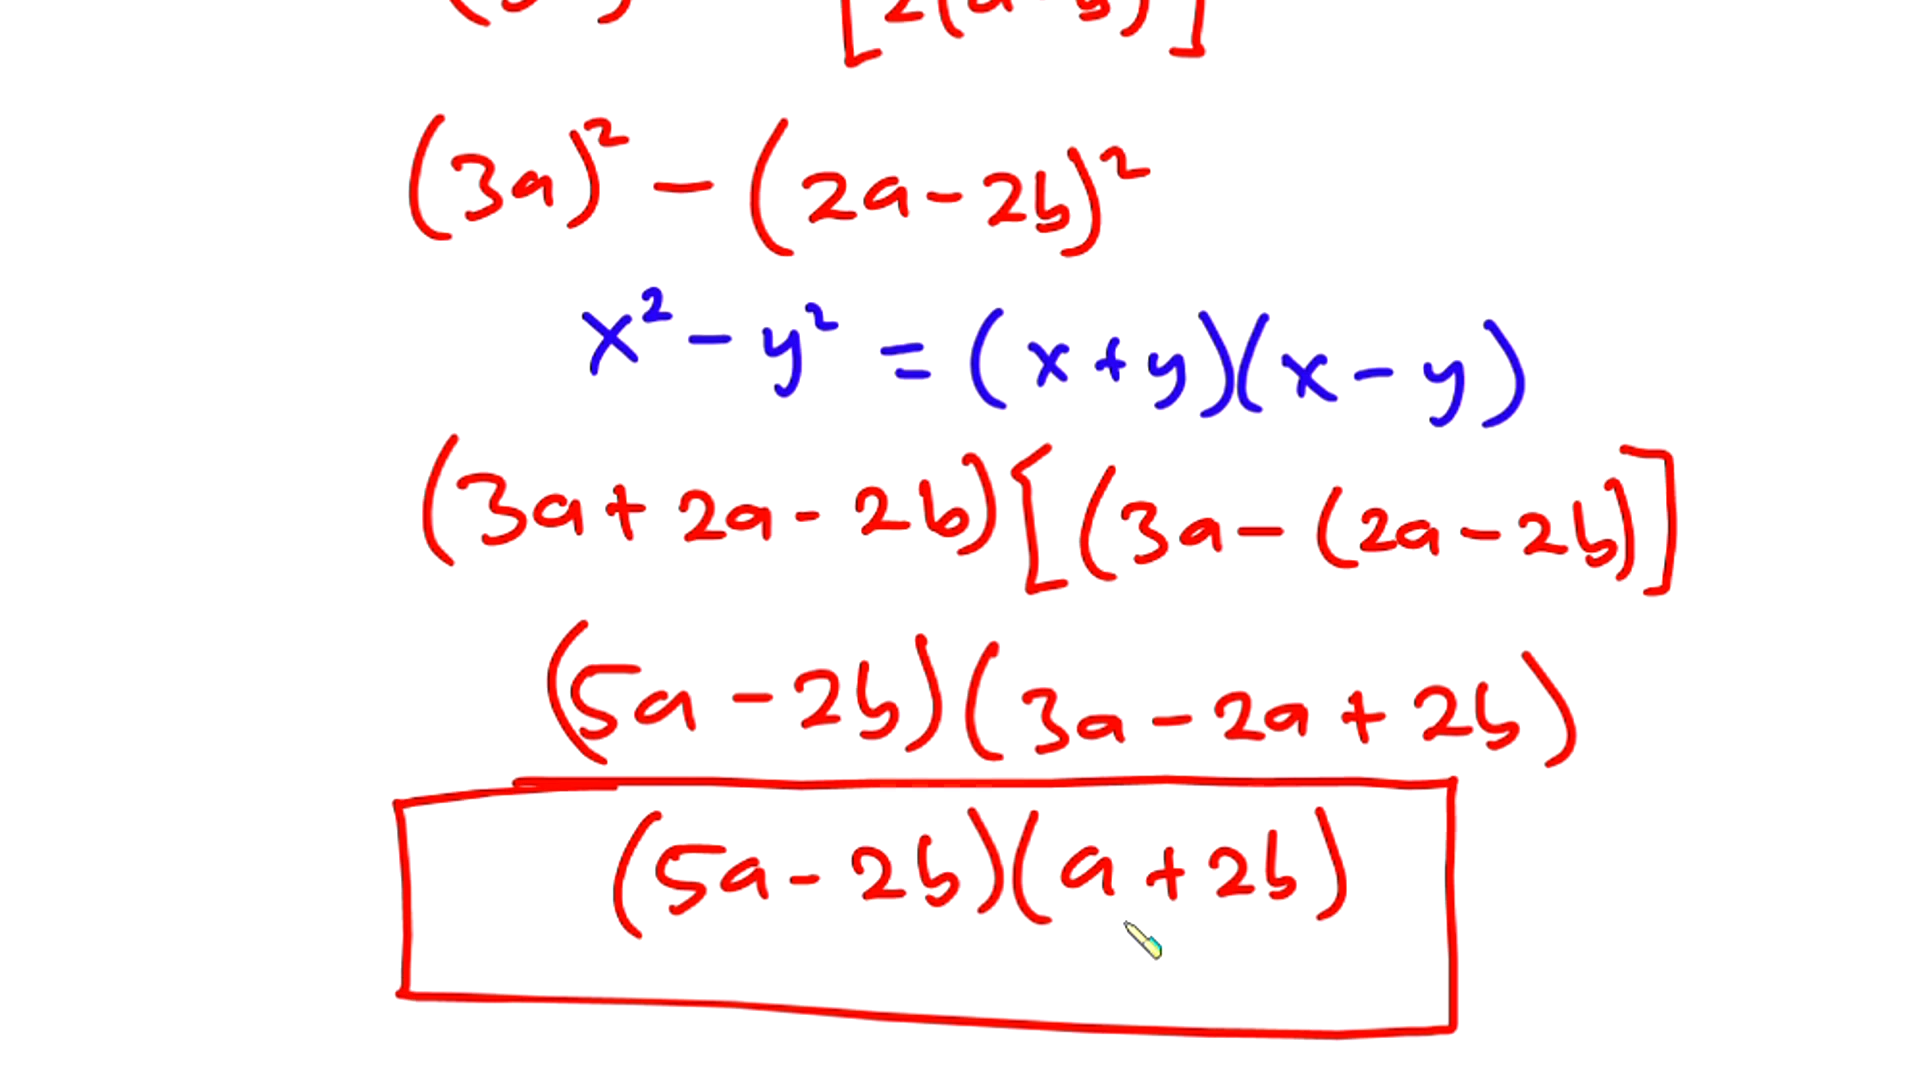 (3a)² - (2a - 2b)²
x² - y² = (x + y)(x - y)
(3a + 2a - 2b)[(3a - (2a - 2b)]
(5a - 2b)(3a - 2a + 2b)
(5a - 2b)(a + 2b)